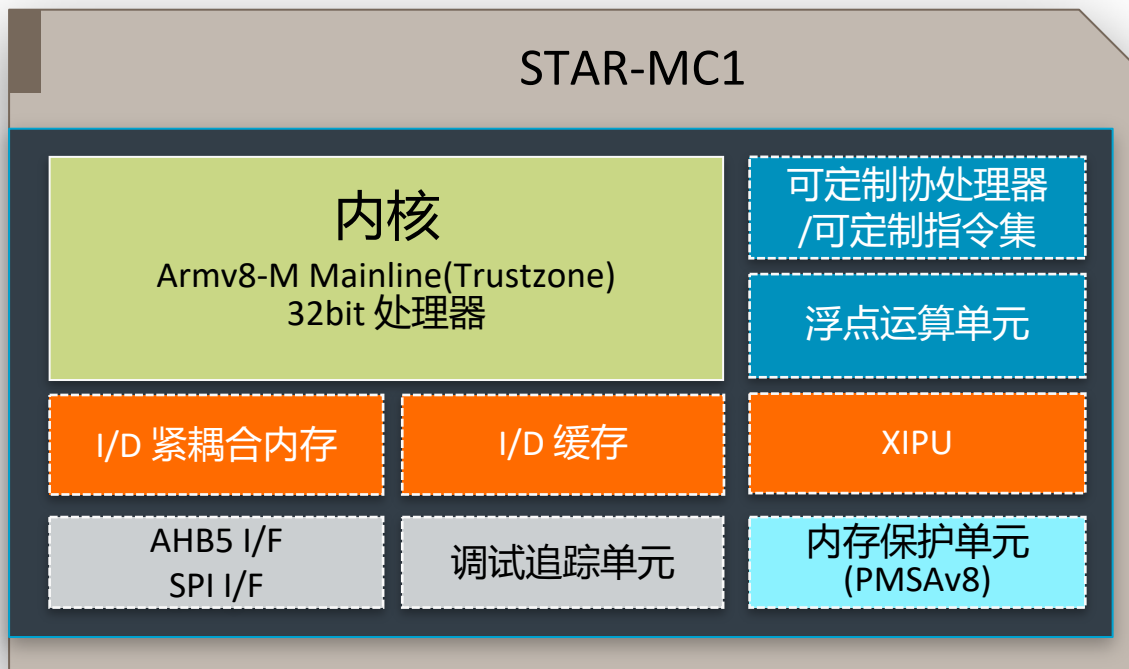 STAR-MC1
内核
Armv8-M Mainline(Trustzone)
32bit 处理器
可定制协处理器
/可定制指令集
浮点运算单元
I/D 紧耦合内存
I/D 缓存
XIPU
AHB5 I/F
SPI I/F
调试追踪单元
内存保护单元
(PMSAv8)